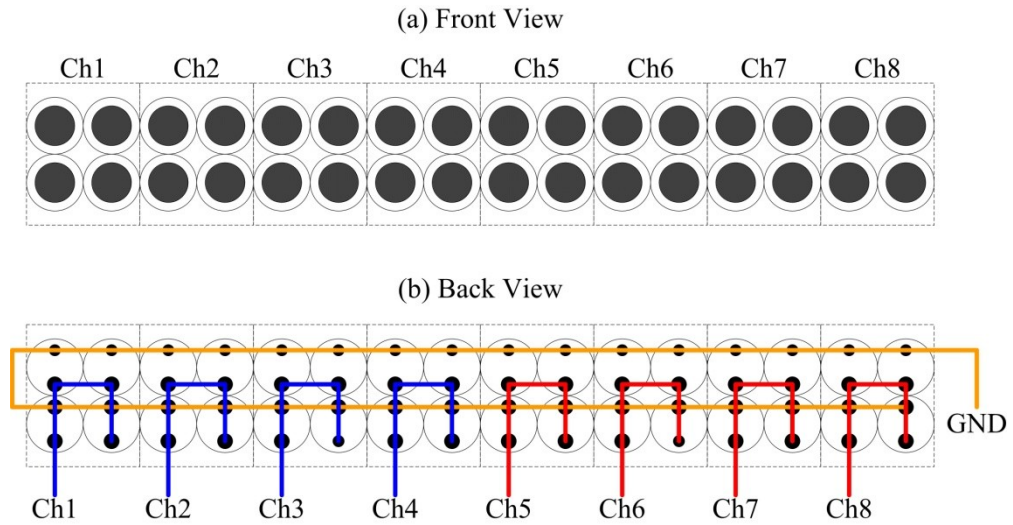 (a) Front View
Ch1 Ch2 Ch3 Ch4 Ch5 Ch6 Ch7 Ch8
(b) Back View
GND
Ch1 Ch2 Ch3 Ch4 Ch5 Ch6 Ch7 Ch8